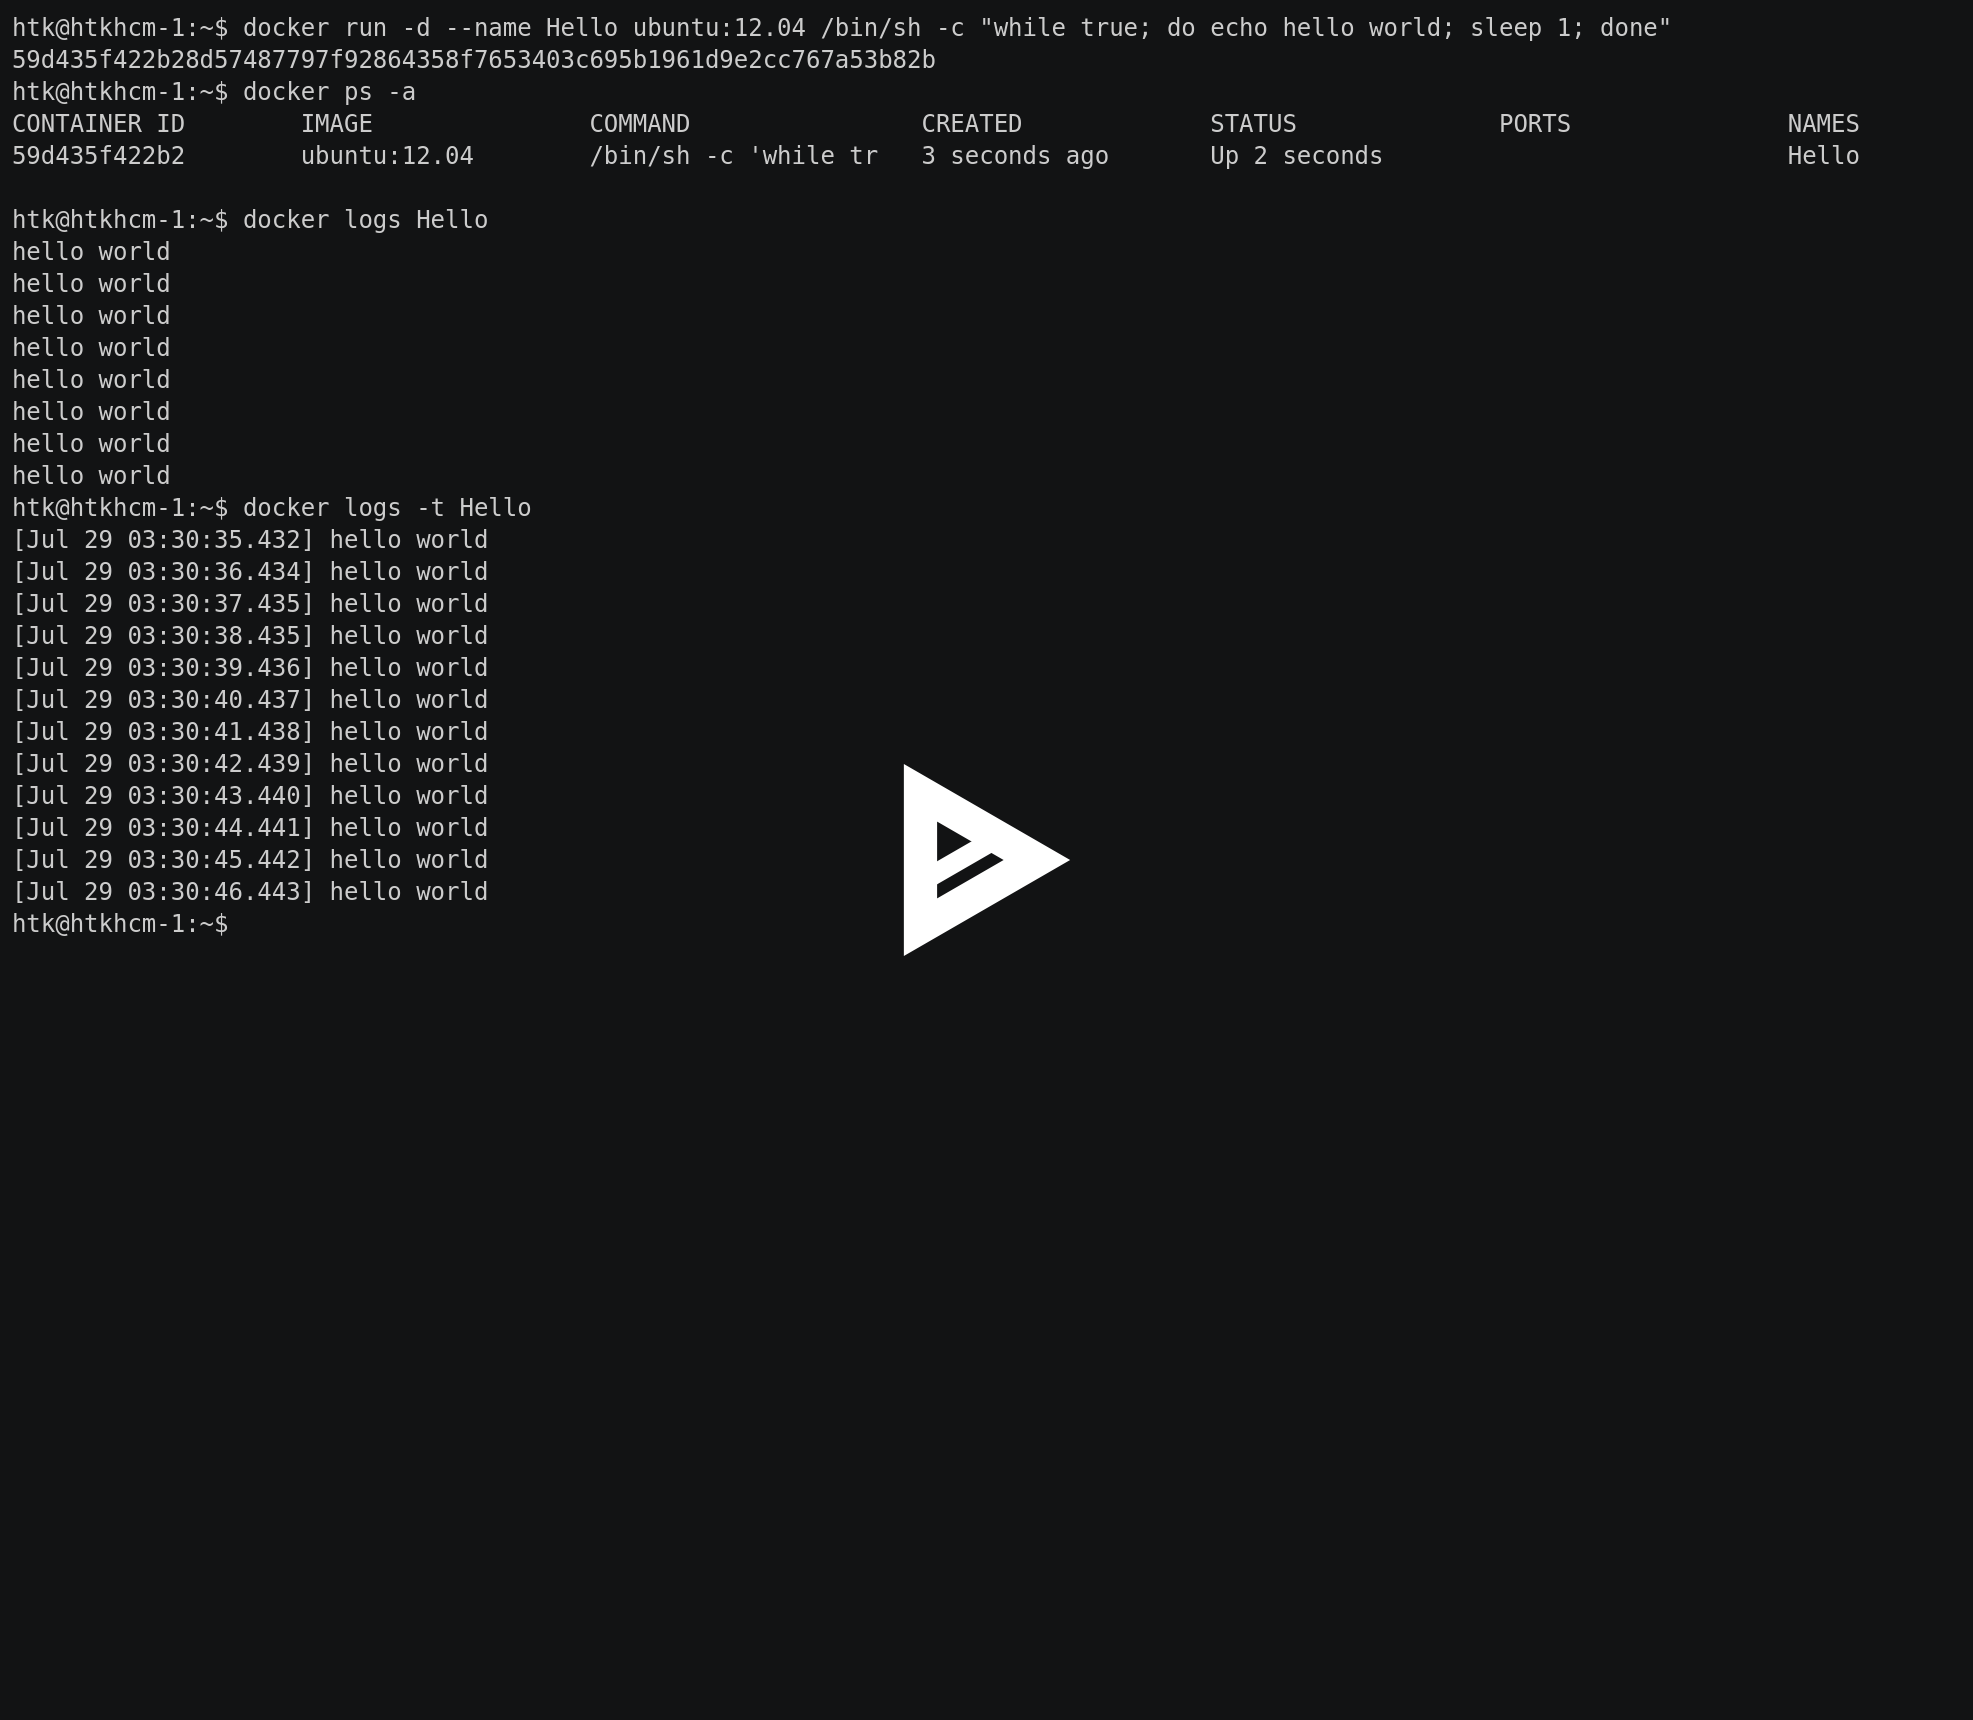 htk@htkhcm-1:~$ docker run -d --name Hello ubuntu:12.04 /bin/sh -c "while true; do echo hello world; sleep 1; done"
59d435f422b28d57487797f92864358f7653403c695b1961d9e2cc767a53b82b
htk@htkhcm-1:~$ docker ps -a
CONTAINER ID        IMAGE               COMMAND                CREATED             STATUS              PORTS               NAMES
59d435f422b2        ubuntu:12.04        /bin/sh -c 'while tr   3 seconds ago       Up 2 seconds                            Hello
htk@htkhcm-1:~$ docker logs Hello
hello world
hello world
hello world
hello world
hello world
hello world
hello world
hello world
htk@htkhcm-1:~$ docker logs -t Hello
[Jul 29 03:30:35.432] hello world
[Jul 29 03:30:36.434] hello world
[Jul 29 03:30:37.435] hello world
[Jul 29 03:30:38.435] hello world
[Jul 29 03:30:39.436] hello world
[Jul 29 03:30:40.437] hello world
[Jul 29 03:30:41.438] hello world
[Jul 29 03:30:42.439] hello world
[Jul 29 03:30:43.440] hello world
[Jul 29 03:30:44.441] hello world
[Jul 29 03:30:45.442] hello world
[Jul 29 03:30:46.443] hello world
htk@htkhcm-1:~$